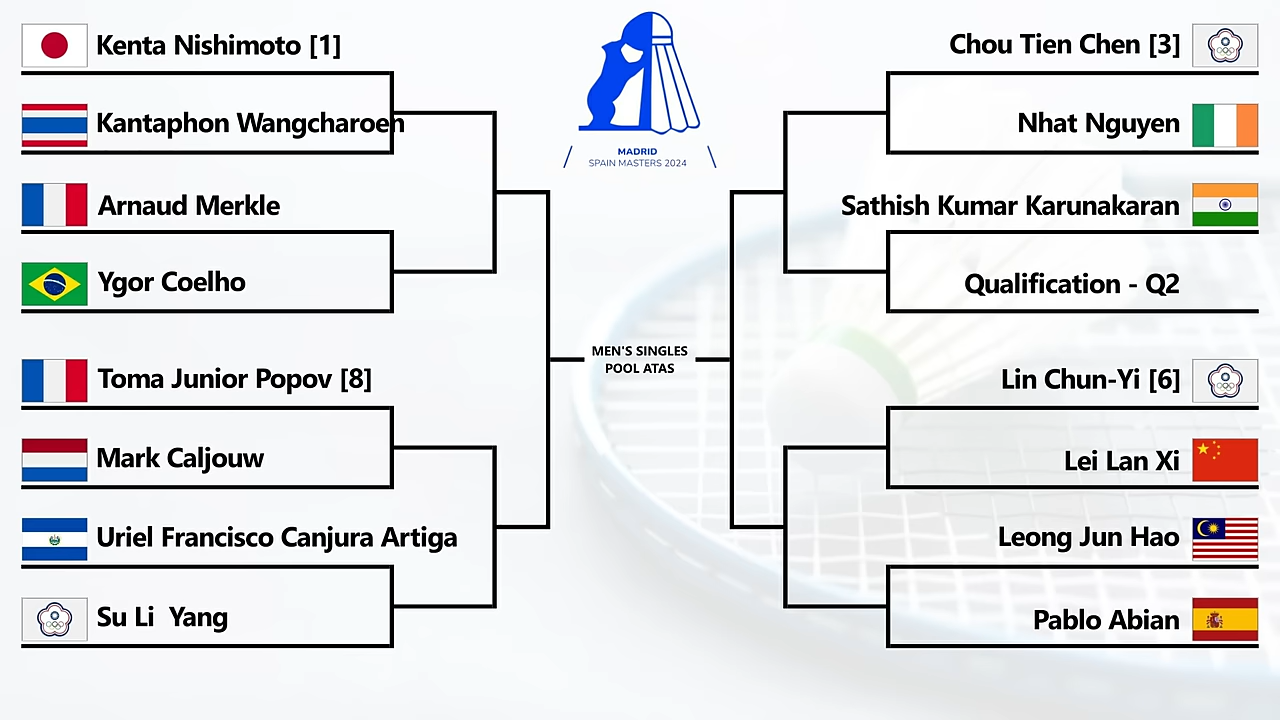 Kenta Nishimoto [1]
Kantaphon Wangcharoen
Arnaud Merkle
Ygor Coelho
Toma Junior Popov [8]
Mark Caljouw
Uriel Francisco Canjura Artiga
Su Li  Yang
MADRID
SPAIN MASTERS 2024
MEN'S SINGLES
POOL ATAS
Chou Tien Chen [3]
Nhat Nguyen
Sathish Kumar Karunakaran
Qualification - Q2
Lin Chun-Yi [6]
Lei Lan Xi
Leong Jun Hao
Pablo Abian